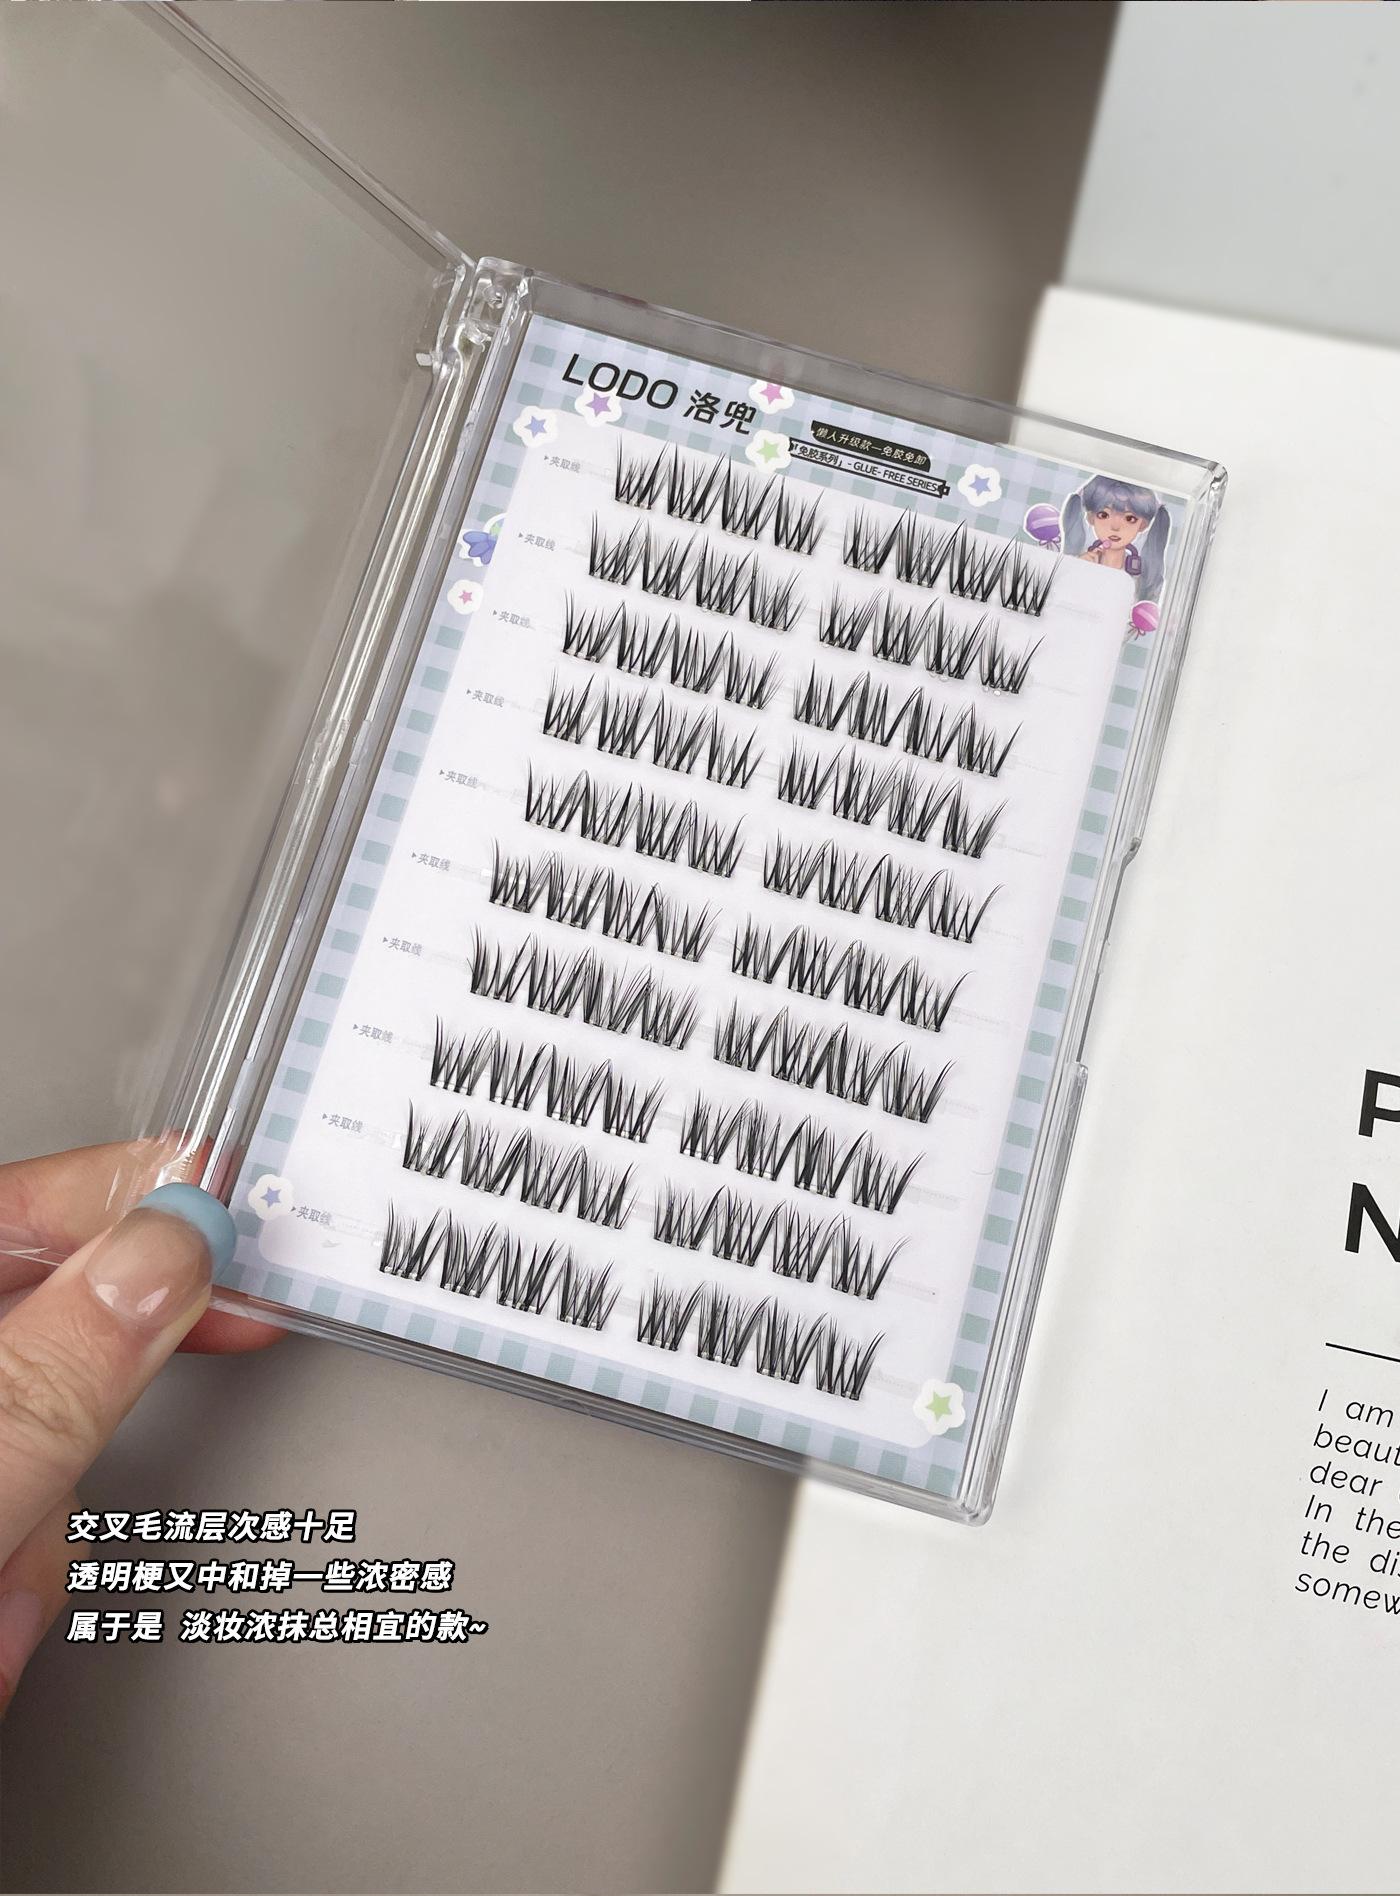 LODO 洛兜
懒人升级款—免胶免卸
「免胶系列」- GLUE- FREE SERIES
▶夹取线
▶夹取线
▶夹取线
▶夹取线
▶夹取线
▶夹取线
▶夹取线
▶夹取线
▶夹取线
▶夹取线
I am
beaut
dear
In the
the dis
somew
交叉毛流层次感十足
透明梗又中和掉一些浓密感
属于是 淡妆浓抹总相宜的款~